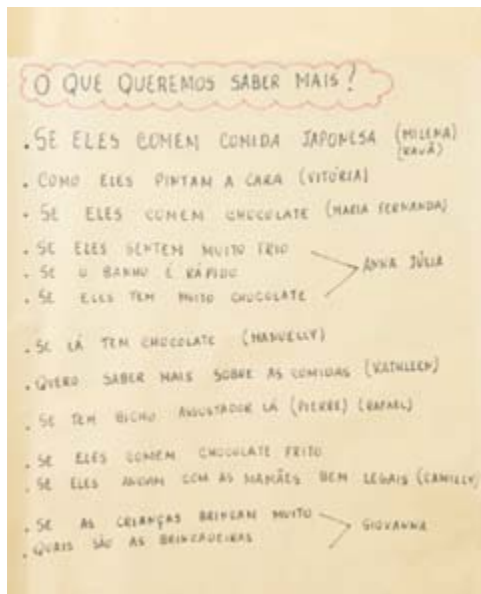 O QUE QUEREMOS SABER MAIS?
. SE ELES COMEM COMIDA JAPONESA (MILENA)
(KAUÃ)
. COMO ELES PINTAM A CARA (VITÓRIA)
. SE ELES COMEM CHOCOLATE (MARIA FERNANDA)
. SE ELES SENTEM MUITO FRIO
. SE O BANHO É RÁPIDO
ANNA JÚLIA
. SE ELES TEM MUITO CHOCOLATE
. SE LÁ TEM CHOCOLATE (MANUELLY)
. QUERO SABER MAIS SOBRE AS COMIDAS (KATHLEEN)
. SE TEM BICHO ASSUSTADOR LÁ (PIERRE) (RAFAEL)
. SE ELES COMEM CHOCOLATE FRITO
. SE ELES ANDAM COM AS MAMÃES BEM LEGAIS (CAMILLY)
. SE AS CRIANÇAS BRINCAM MUITO
GIOVANNA
. QUAIS SÃO AS BRINCADEIRAS